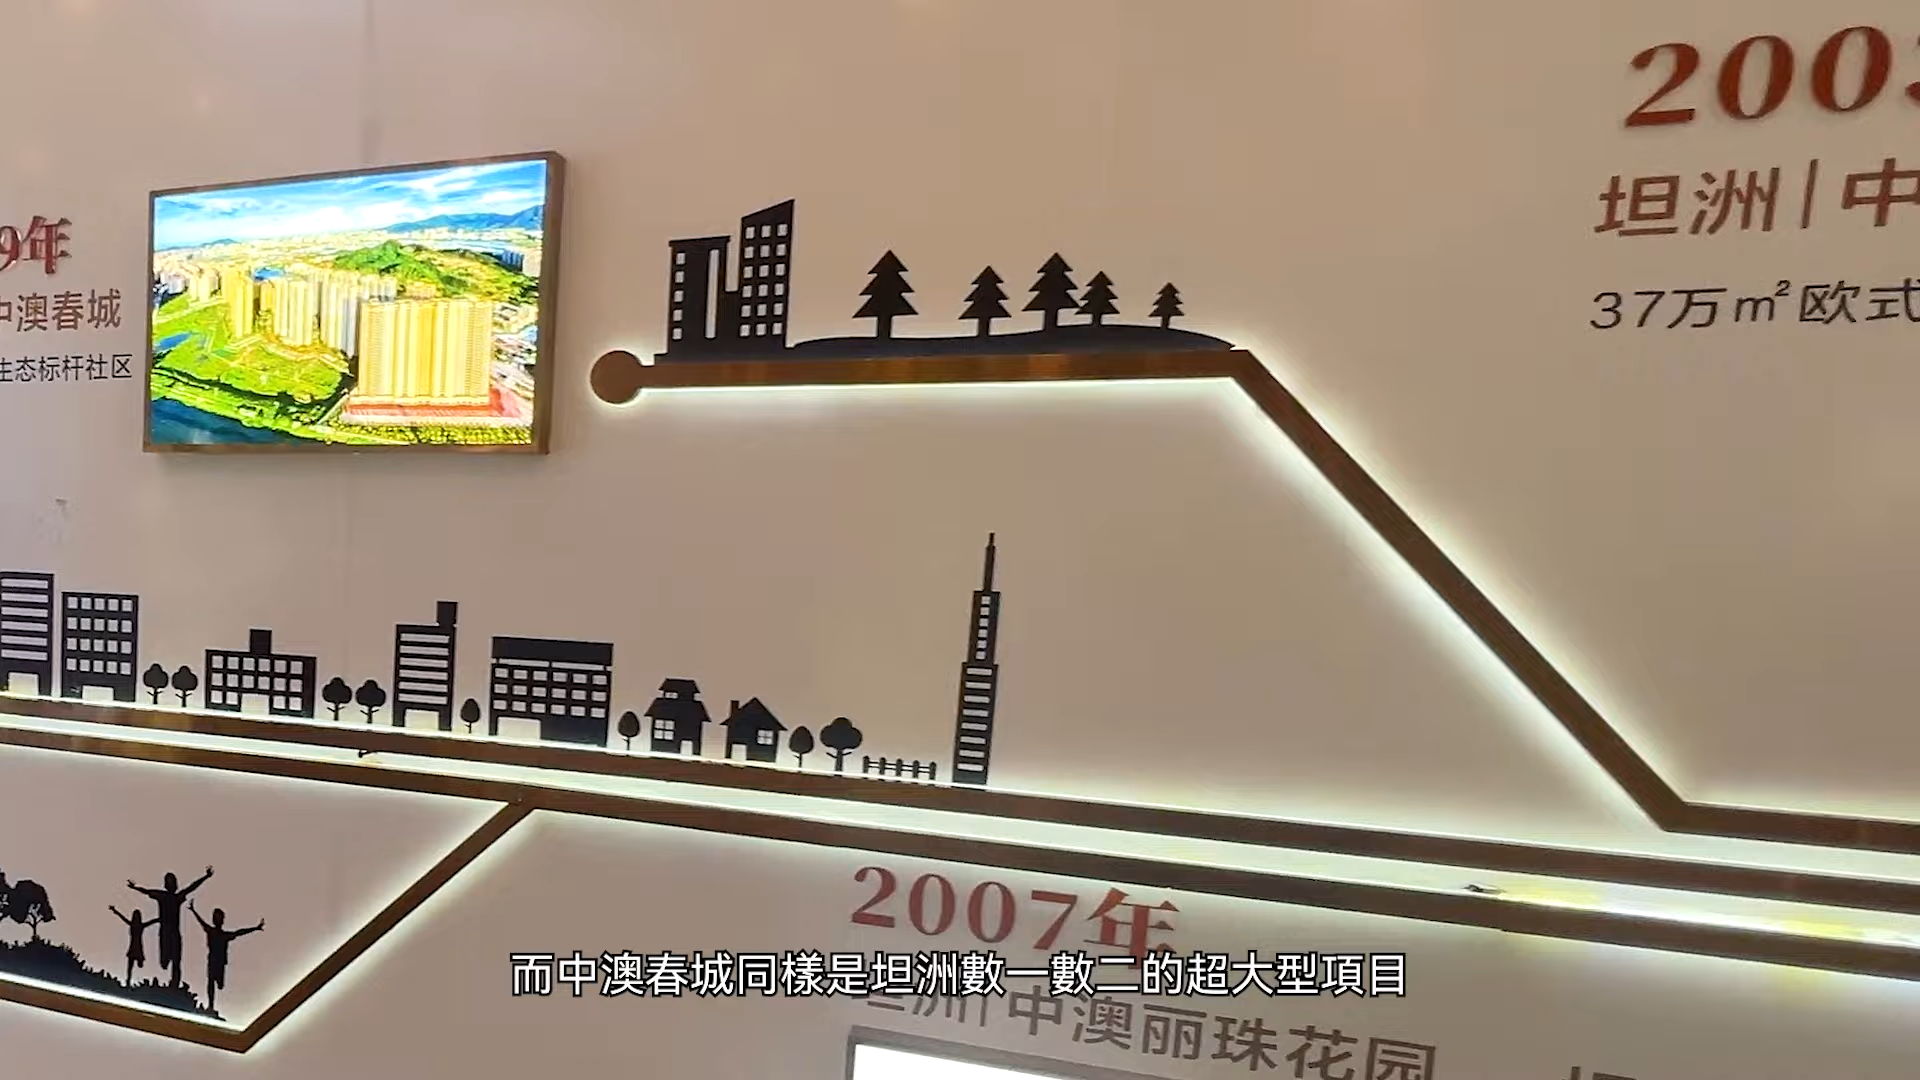 9年
中澳春城
生态标杆社区
200
坦洲|中
37万㎡欧式
2007年
坦洲|中澳丽珠花园
而中澳春城同樣是坦洲數一數二的超大型項目